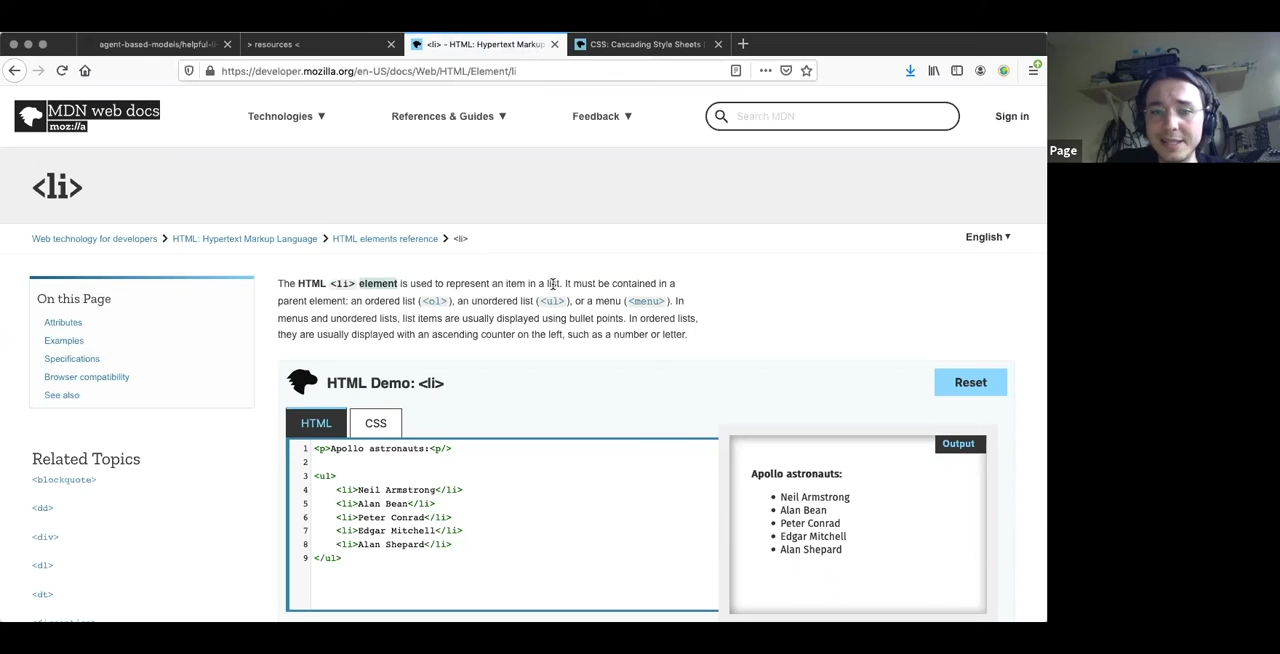 agent-based-models/helpful-li
> resources <
<li> - HTML: Hypertext Markup
CSS: Cascading Style Sheets |
https://developer.mozilla.org/en-US/docs/Web/HTML/Element/li
MDN web docs
moz://a
Technologies ▼
References & Guides ▼
Feedback ▼
Search MDN
Sign in
Page
<li>
Web technology for developers
HTML: Hypertext Markup Language
HTML elements reference
<li>
English ▼
On this Page
Attributes
Examples
Specifications
Browser compatibility
See also
Related Topics
<blockquote>
<dd>
<div>
<dl>
<dt>
The HTML <li> element is used to represent an item in a list. It must be contained in a
parent element: an ordered list (<ol>), an unordered list (<ul>), or a menu (<menu>). In
menus and unordered lists, list items are usually displayed using bullet points. In ordered lists,
they are usually displayed with an ascending counter on the left, such as a number or letter.
HTML Demo: <li>
Reset
HTML
CSS
1 <p>Apollo astronauts:<p/>
2
3 <ul>
4 <li>Neil Armstrong</li>
5 <li>Alan Bean</li>
6 <li>Peter Conrad</li>
7 <li>Edgar Mitchell</li>
8 <li>Alan Shepard</li>
9 </ul>
Output
Apollo astronauts:
• Neil Armstrong
• Alan Bean
• Peter Conrad
• Edgar Mitchell
• Alan Shepard